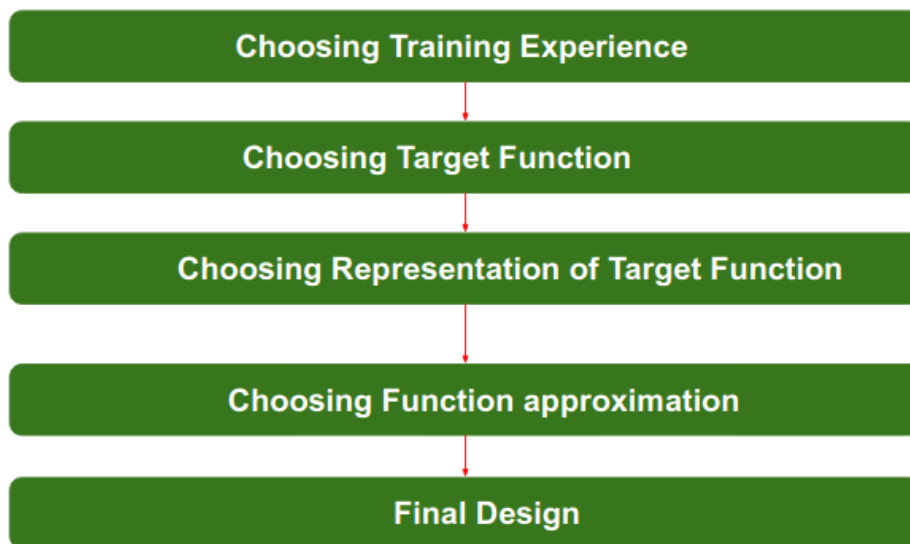 Choosing Training Experience
Choosing Target Function
Choosing Representation of Target Function
Choosing Function approximation
Final Design